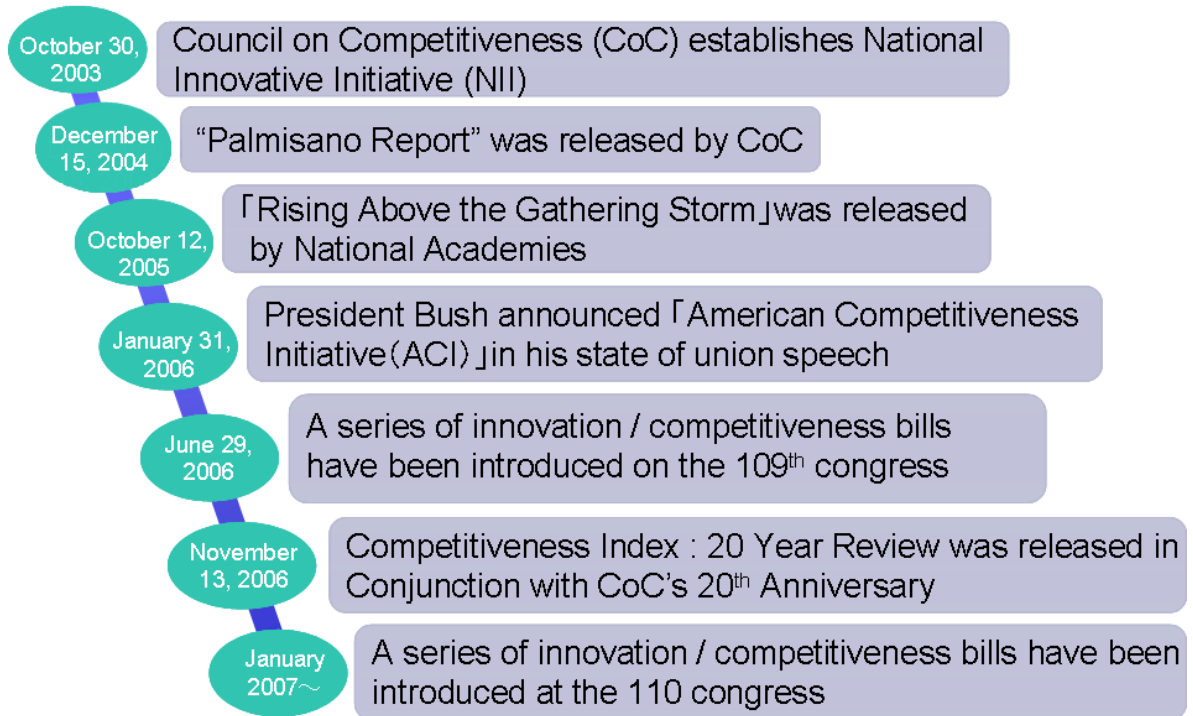 October 30,
2003
Council on Competitiveness (CoC) establishes National
Innovative Initiative (NII)
December
15, 2004
“Palmisano Report” was released by CoC
October 12,
2005
「Rising Above the Gathering Storm」was released
by National Academies
January 31,
2006
President Bush announced「American Competitiveness
Initiative（ACI）」in his state of union speech
June 29,
2006
A series of innovation / competitiveness bills
have been introduced on the 109th congress
November
13, 2006
Competitiveness Index : 20 Year Review was released in
Conjunction with CoC’s 20th Anniversary
January
2007～
A series of innovation / competitiveness bills have been
introduced at the 110 congress